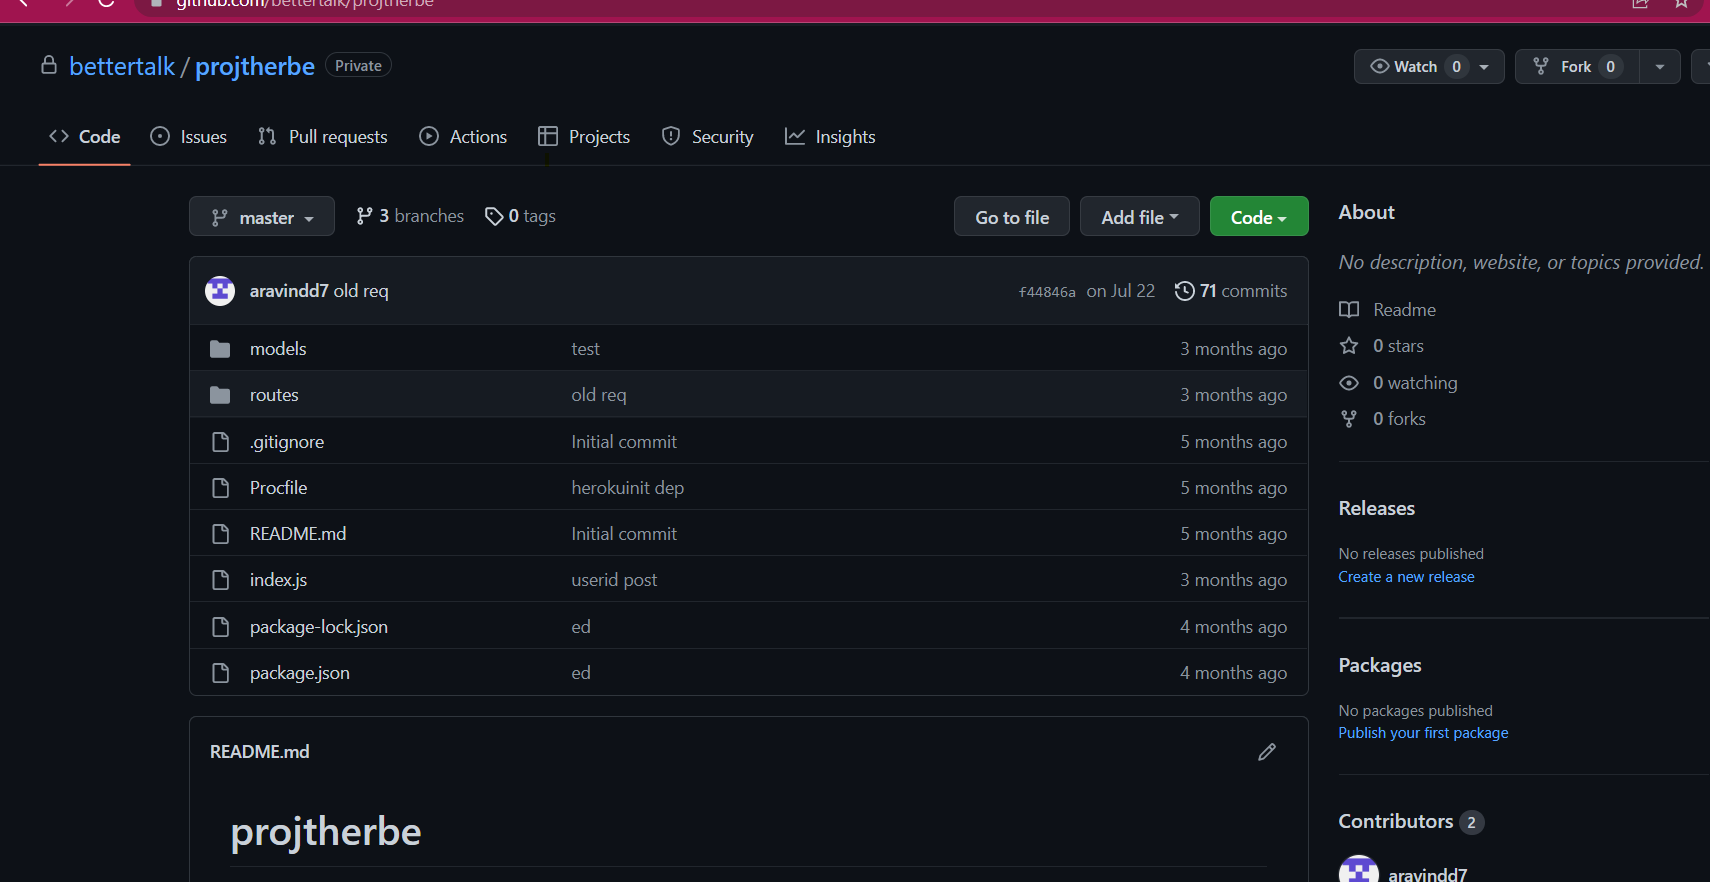 github.com/bettertalk/projtherbe
bettertalk / projtherbe Private
Watch 0 Fork 0
Code Issues Pull requests Actions Projects Security Insights
master 3 branches 0 tags Go to file Add file Code
aravindd7 old req f44846a on Jul 22 71 commits
models test 3 months ago
routes old req 3 months ago
.gitignore Initial commit 5 months ago
Procfile herokuinit dep 5 months ago
README.md Initial commit 5 months ago
index.js userid post 3 months ago
package-lock.json ed 4 months ago
package.json ed 4 months ago
README.md
projtherbe
About
No description, website, or topics provided.
Readme
0 stars
0 watching
0 forks
Releases
No releases published
Create a new release
Packages
No packages published
Publish your first package
Contributors 2
aravindd7